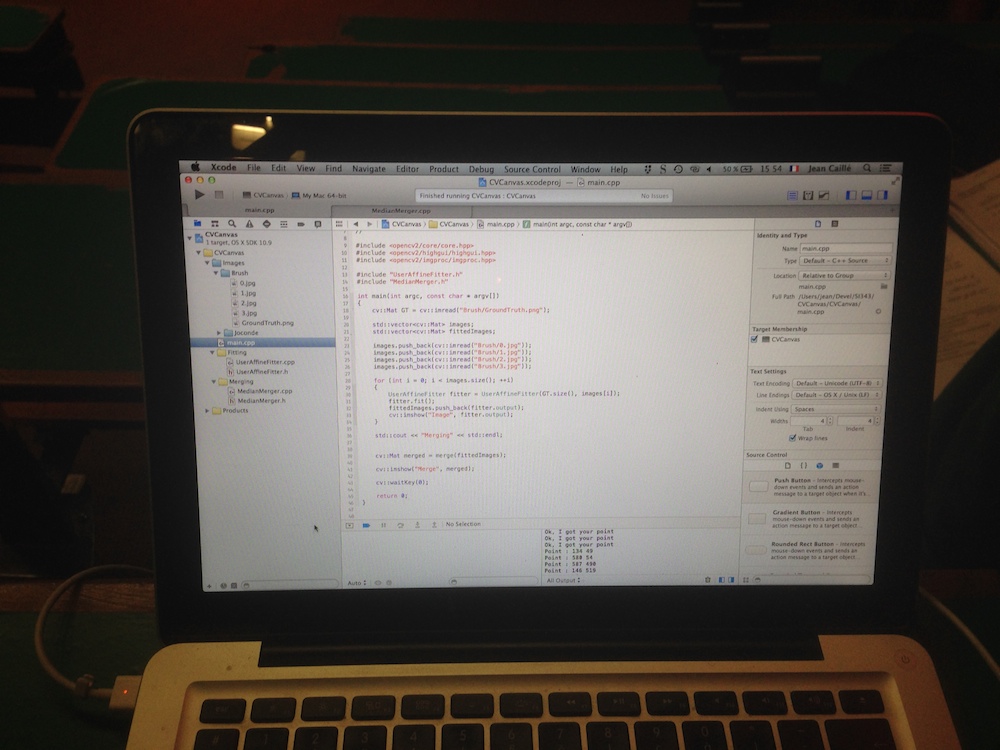 Xcode File Edit View Find Navigate Editor Product Debug Source Control Window Help 50 % 15 54 Jean Caillé
CVCanvas.xcodeproj — main.cpp
CVCanvas My Mac 64-bit
Finished running CVCanvas : CVCanvas No Issues
main.cpp MedianMerger.cpp
CVCanvas CVCanvas main.cpp main(int argc, const char * argv[])
CVCanvas
1 target, OS X SDK 10.9
CVCanvas
Images
Brush
0.jpg
1.jpg
2.jpg
3.jpg
GroundTruth.png
Joconde
main.cpp
Fitting
UserAffineFitter.cpp
UserAffineFitter.h
Merging
MedianMerger.cpp
MedianMerger.h
Products
#include <opencv2/core/core.hpp>
#include <opencv2/highgui/highgui.hpp>
#include <opencv2/imgproc/imgproc.hpp>
#include "UserAffineFitter.h"
#include "MedianMerger.h"
int main(int argc, const char * argv[])
{
cv::Mat GT = cv::imread("Brush/GroundTruth.png");
std::vector<cv::Mat> images;
std::vector<cv::Mat> fittedImages;
images.push_back(cv::imread("Brush/0.jpg"));
images.push_back(cv::imread("Brush/1.jpg"));
images.push_back(cv::imread("Brush/2.jpg"));
images.push_back(cv::imread("Brush/3.jpg"));
for (int i = 0; i < images.size(); ++i)
{
UserAffineFitter fitter = UserAffineFitter(GT.size(), images[i]);
fitter.fit();
fittedImages.push_back(fitter.output);
cv::imshow("Image", fitter.output);
}
std::cout << "Merging" << std::endl;
cv::Mat merged = merge(fittedImages);
cv::imshow("Merge", merged);
cv::waitKey(0);
return 0;
}
No Selection
Ok, I got your point
Ok, I got your point
Ok, I got your point
Point : 134 49
Point : 588 54
Point : 587 490
Point : 146 519
Auto All Output
Identity and Type
Name main.cpp
Type Default - C++ Source
Location Relative to Group
main.cpp
Full Path /Users/jean/Devel/SI343/
CVCanvas/CVCanvas/
main.cpp
Target Membership
CVCanvas
Text Settings
Text Encoding Default - Unicode (UTF-8)
Line Endings Default - OS X / Unix (LF)
Indent Using Spaces
Widths 4 4
Tab Indent
Wrap lines
Source Control
Push Button - Intercepts mouse-
down events and sends an action
message to a target object when it's...
Gradient Button - Intercepts
mouse-down events and sends an
action message to a target object...
Rounded Rect Button - Intercepts
mouse-down events and sends an
action message to a target object...